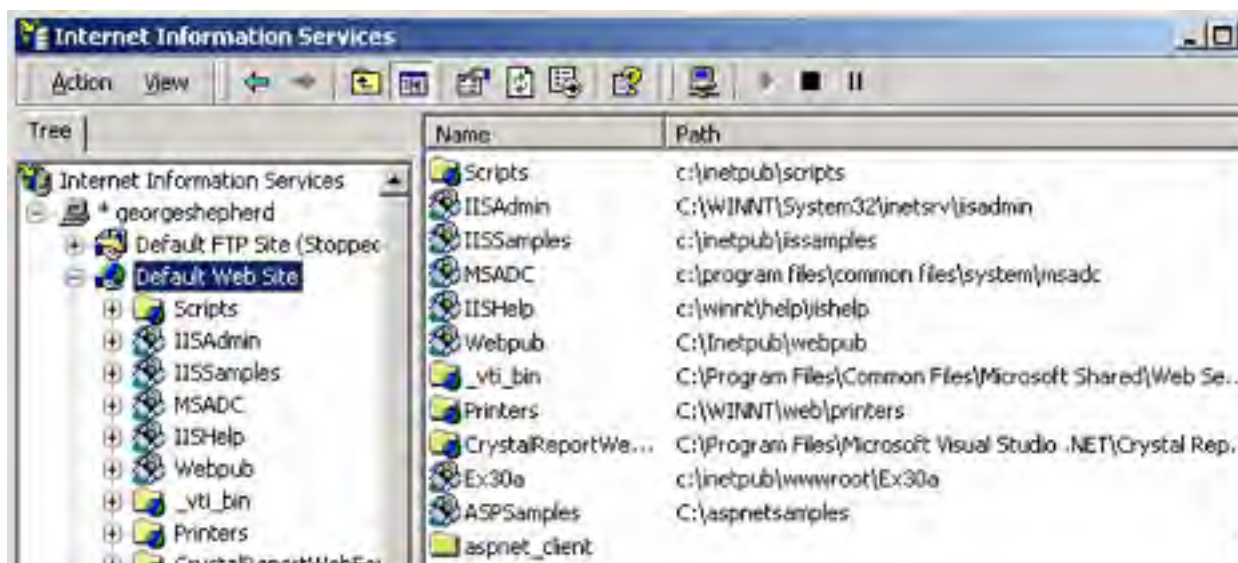 Internet Information Services
Action View
Tree
Internet Information Services
* georgeshepherd
Default FTP Site (Stopped
Default Web Site
Scripts
IISAdmin
IISSamples
MSADC
IISHelp
Webpub
_vti_bin
Printers
CrystalReportWebFor
Name Path
Scripts c:\inetpub\scripts
IISAdmin C:\WINNT\System32\inetsrv\iisadmin
IISSamples c:\inetpub\iissamples
MSADC c:\program files\common files\system\msadc
IISHelp c:\winnt\help\iishelp
Webpub C:\Inetpub\webpub
_vti_bin C:\Program Files\Common Files\Microsoft Shared\Web Se...
Printers C:\WINNT\web\printers
CrystalReportWe... C:\Program Files\Microsoft Visual Studio .NET\Crystal Rep.
Ex30a c:\inetpub\wwwroot\Ex30a
ASPSamples C:\aspnetsamples
aspnet_client